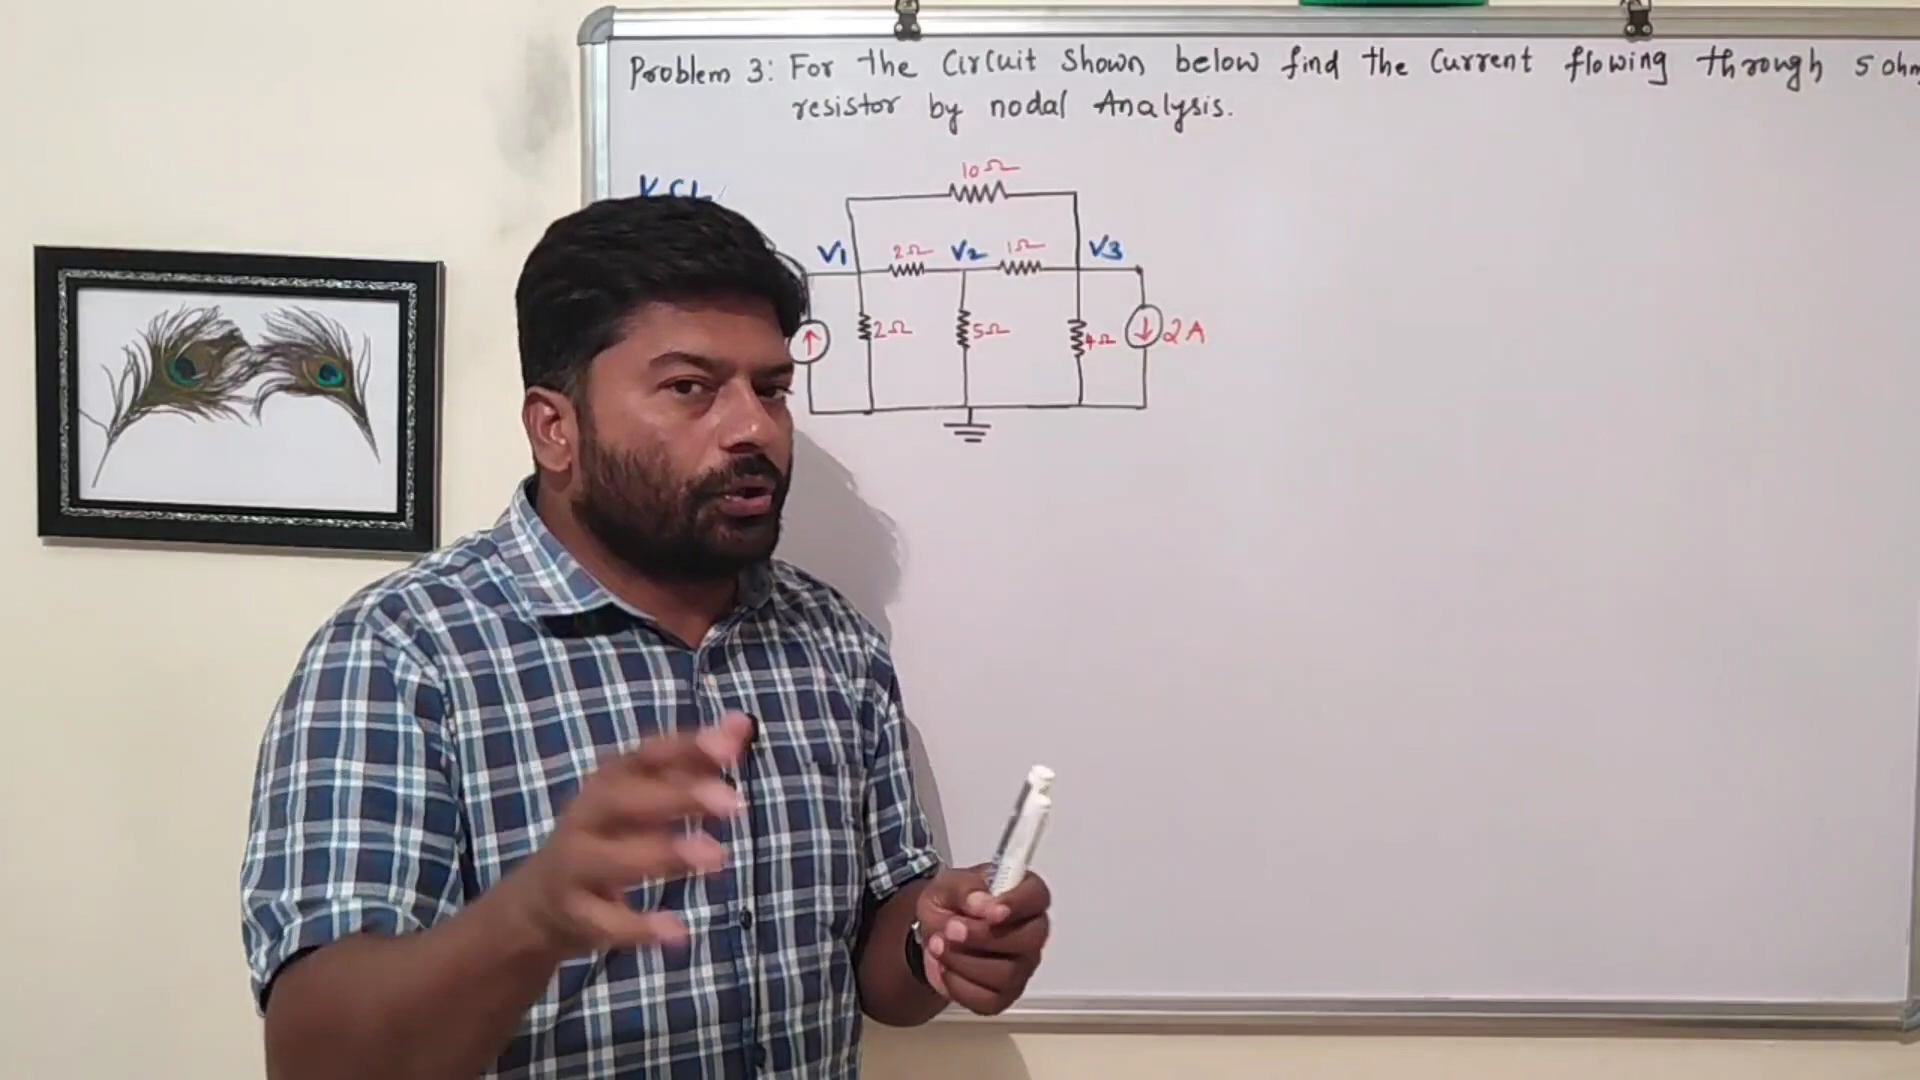 Problem 3: For the Circuit Shown below find the Current flowing through 5 ohm
resistor by nodal Analysis.
KCL
10Ω
V1 2Ω V2 1Ω V3
2Ω 5Ω 4Ω 2A